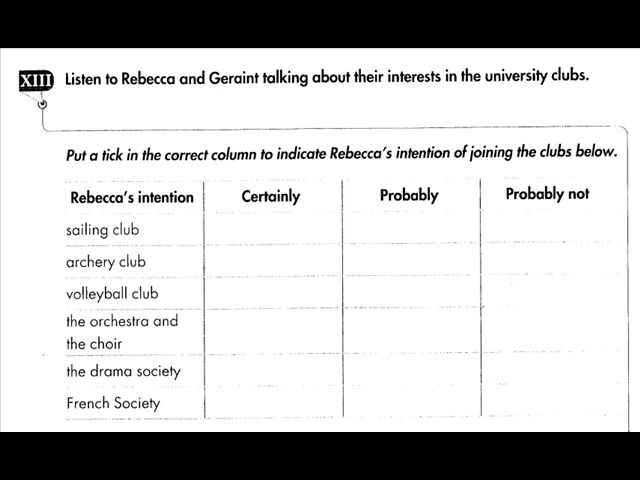 XIII Listen to Rebecca and Geraint talking about their interests in the university clubs.
Put a tick in the correct column to indicate Rebecca's intention of joining the clubs below.
Rebecca's intention Certainly Probably Probably not
sailing club
archery club
volleyball club
the orchestra and
the choir
the drama society
French Society